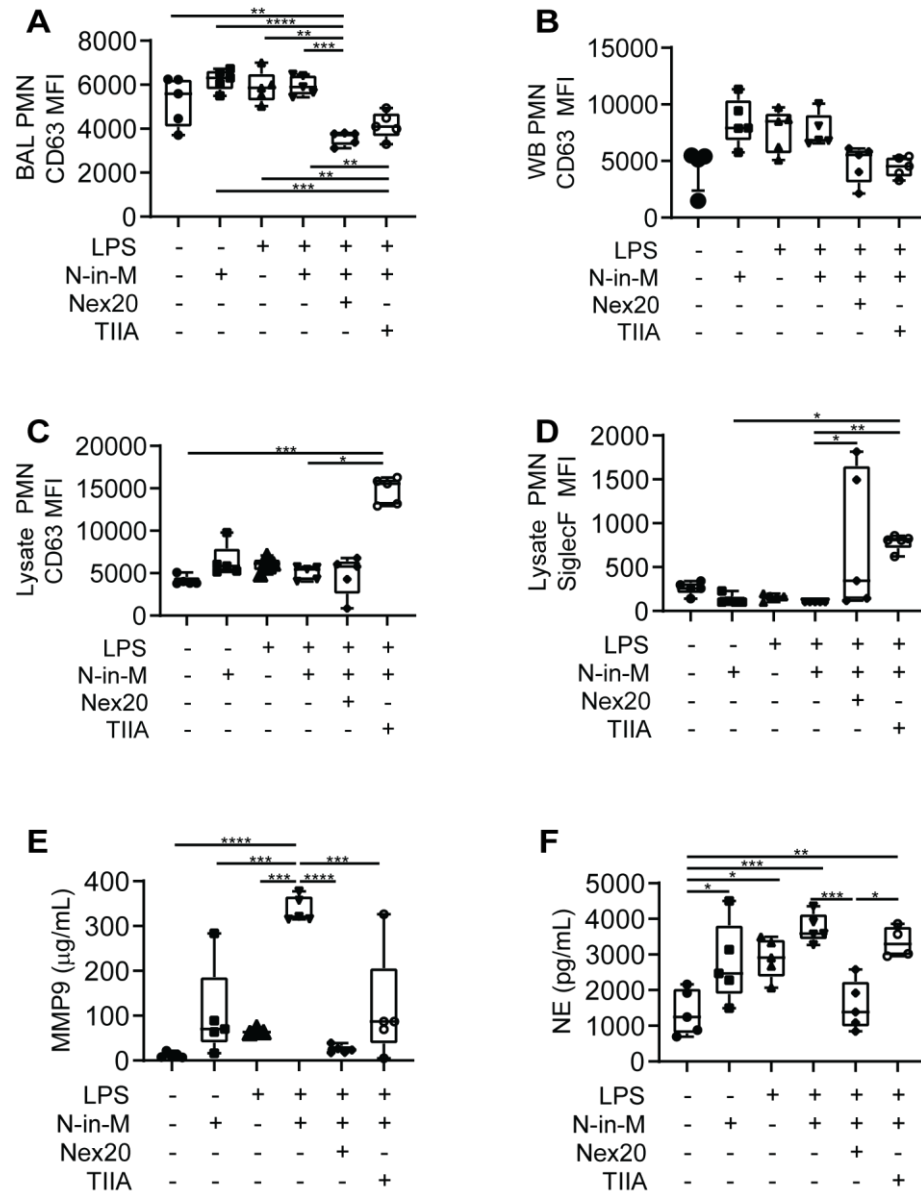 A
** 
****
**
***
BAL PMN
CD63 MFI
8000
6000
4000
2000
0
**
**
***
LPS - - + + + +
N-in-M - + - + + +
Nex20 - - - - + -
TIIA - - - - - +
B
WB PMN
CD63 MFI
15000
10000
5000
0
LPS - - + + + +
N-in-M - + - + + +
Nex20 - - - - + -
TIIA - - - - - +
C
***
*
Lysate PMN
CD63 MFI
20000
15000
10000
5000
0
LPS - - + + + +
N-in-M - + - + + +
Nex20 - - - - + -
TIIA - - - - - +
D
*
**
*
Lysate PMN
SiglecF MFI
2000
1500
1000
500
0
LPS - - + + + +
N-in-M - + - + + +
Nex20 - - - - + -
TIIA - - - - - +
E
****
*** ***
*** ****
MMP9 (µg/mL)
400
300
200
100
0
LPS - - + + + +
N-in-M - + - + + +
Nex20 - - - - + -
TIIA - - - - - +
F
**
***
*
* *** *
NE (pg/mL)
5000
4000
3000
2000
1000
0
LPS - - + + + +
N-in-M - + - + + +
Nex20 - - - - + -
TIIA - - - - - +